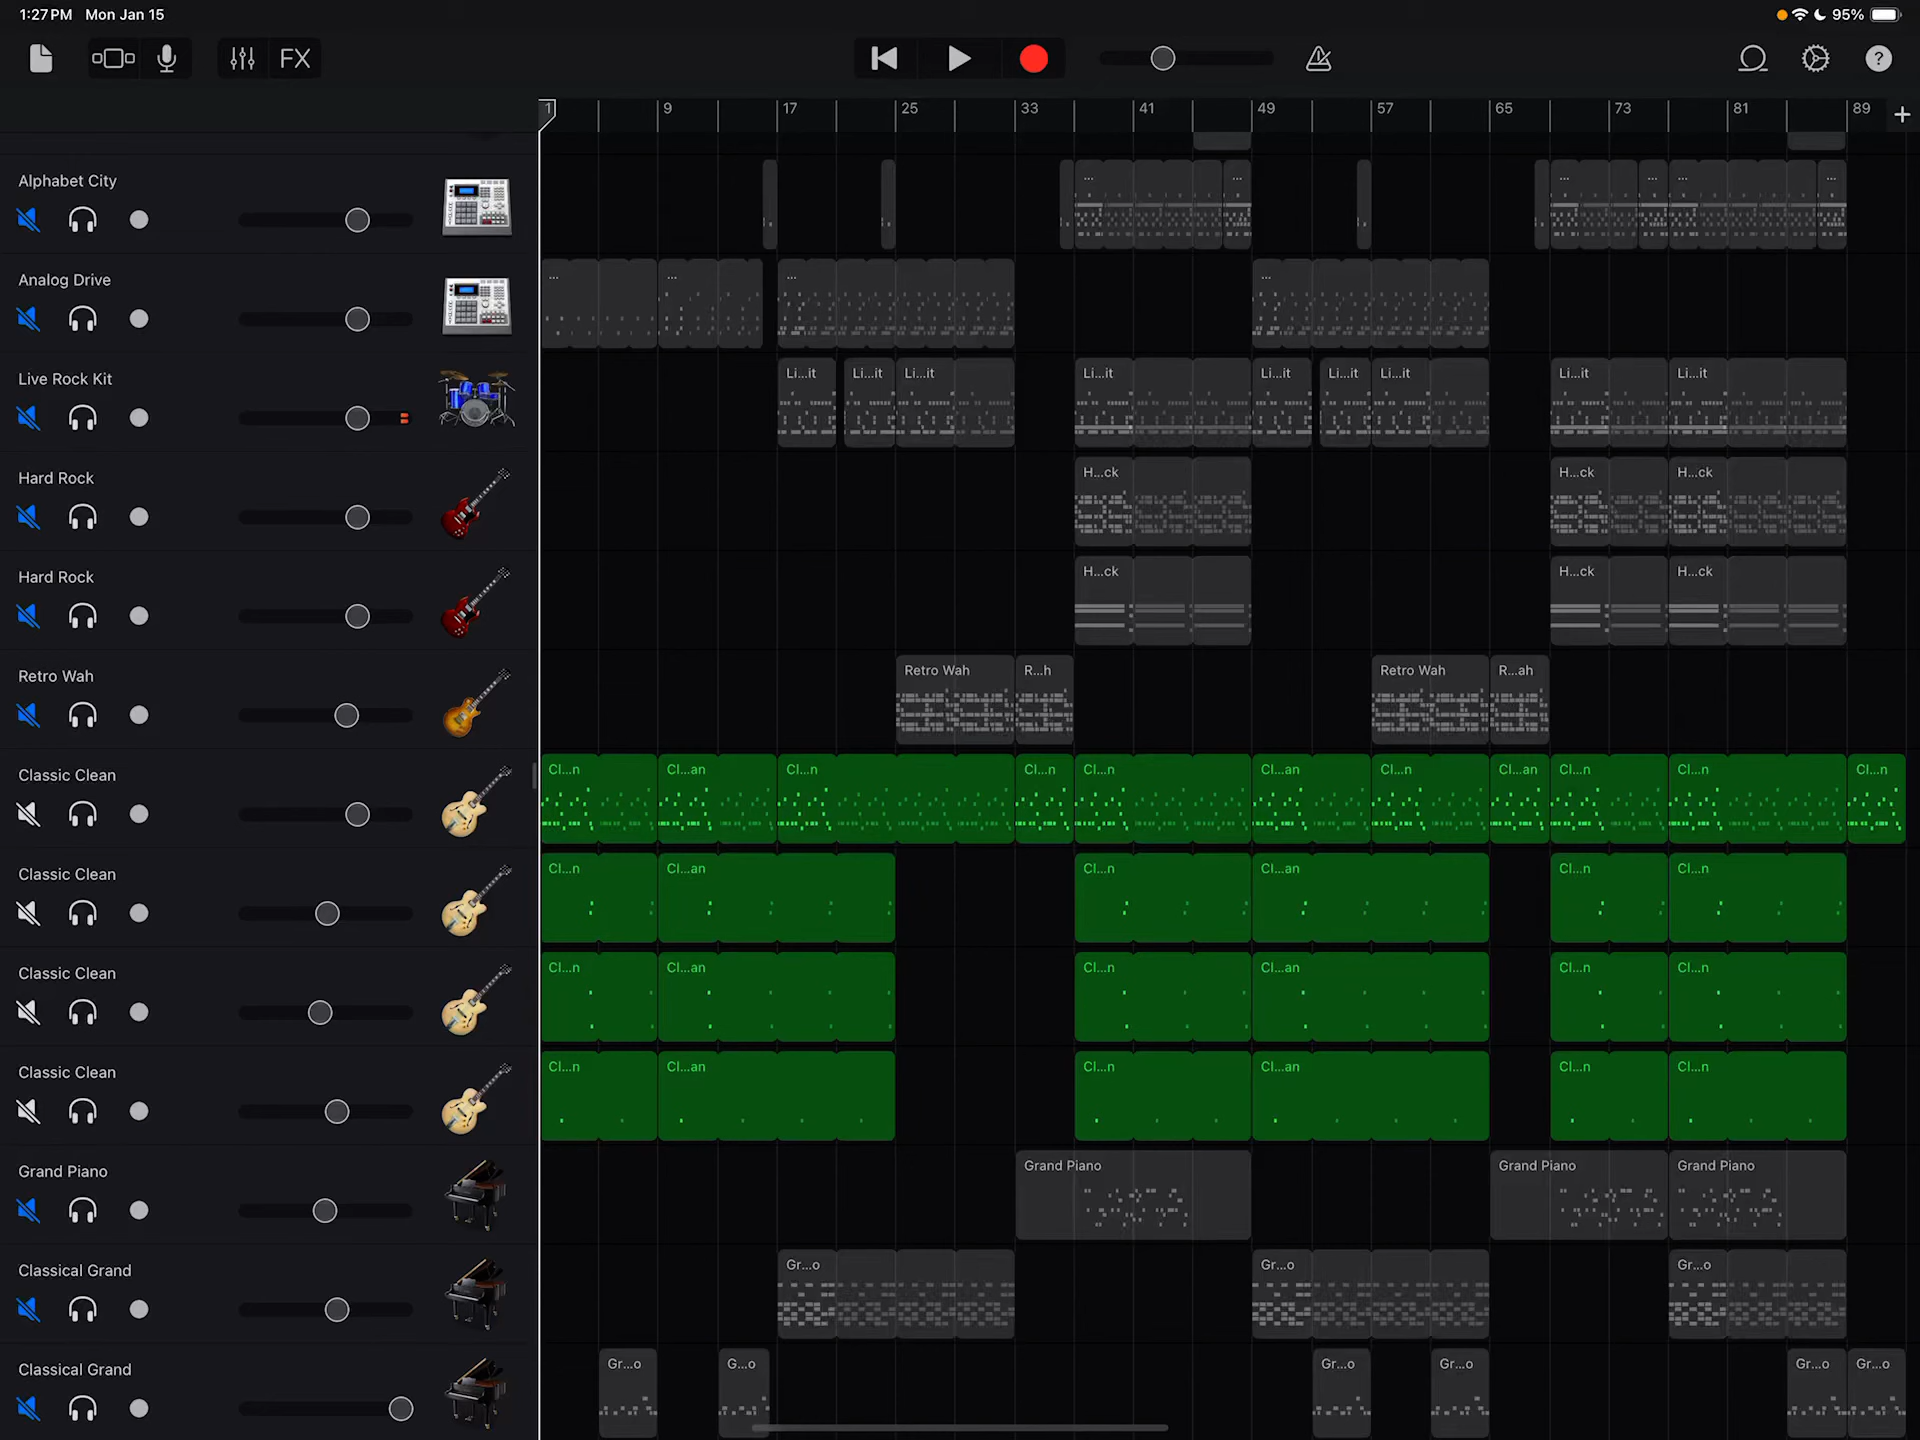 1:27 PM Mon Jan 15
95%
FX
?
1 9 17 25 33 41 49 57 65 73 81 89 +
Alphabet City
... ... ... ... ... ...
Analog Drive
... ... ... ...
Live Rock Kit
Li...it Li...it Li...it Li...it Li...it Li...it Li...it Li...it Li...it
Hard Rock
H...ck H...ck H...ck
Hard Rock
H...ck H...ck H...ck
Retro Wah
Retro Wah R...h Retro Wah R...ah
Classic Clean
Cl...n Cl...an Cl...n Cl...n Cl...n Cl...an Cl...n Cl...an Cl...n Cl...n Cl...n
Classic Clean
Cl...n Cl...an Cl...n Cl...an Cl...n Cl...n
Classic Clean
Cl...n Cl...an Cl...n Cl...an Cl...n Cl...n
Classic Clean
Cl...n Cl...an Cl...n Cl...an Cl...n Cl...n
Grand Piano
Grand Piano Grand Piano Grand Piano
Classical Grand
Gr...o Gr...o Gr...o
Classical Grand
Gr...o G...o Gr...o Gr...o Gr...o Gr...o